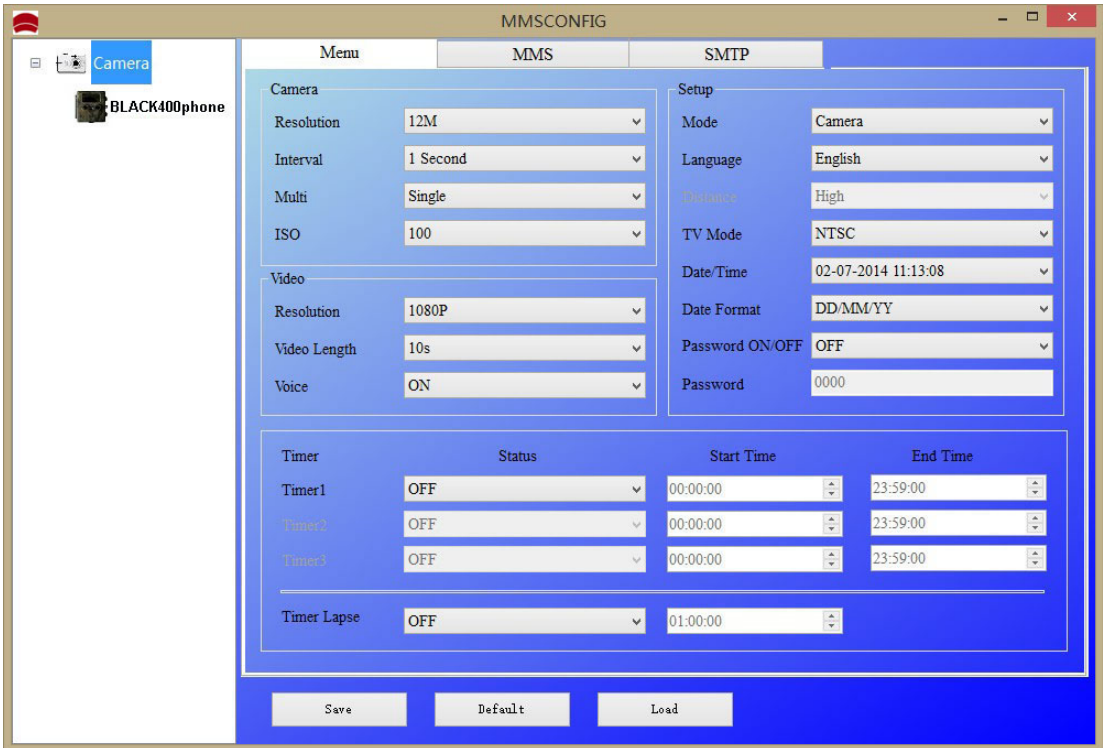 MMSCONFIG
Camera
BLACK400phone
Menu MMS SMTP
Camera
Resolution 12M
Interval 1 Second
Multi Single
ISO 100
Video
Resolution 1080P
Video Length 10s
Voice ON
Setup
Mode Camera
Language English
Distance High
TV Mode NTSC
Date/Time 02-07-2014 11:13:08
Date Format DD/MM/YY
Password ON/OFF OFF
Password 0000
Timer Status Start Time End Time
Timer1 OFF 00:00:00 23:59:00
Timer2 OFF 00:00:00 23:59:00
Timer3 OFF 00:00:00 23:59:00
Timer Lapse OFF 01:00:00
Save Default Load